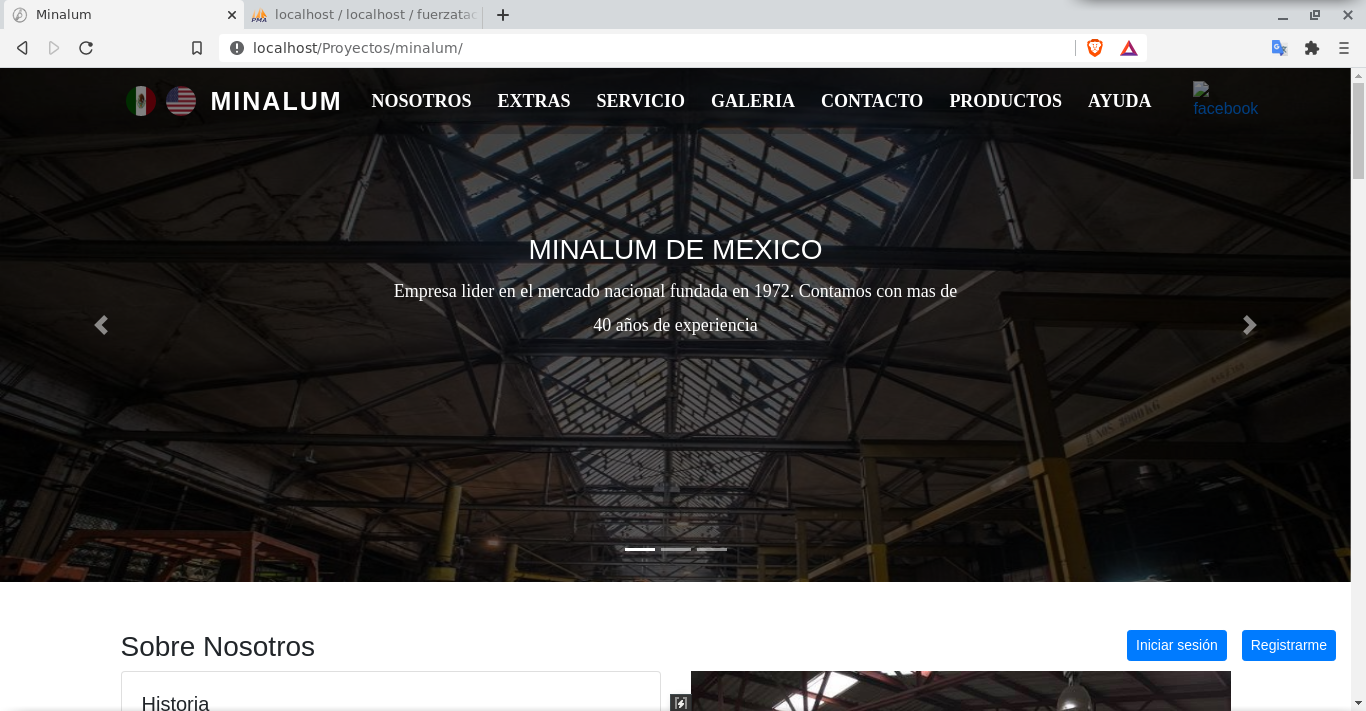 Minalum
localhost / localhost / fuerzatac
localhost/Proyectos/minalum/
MINALUM NOSOTROS EXTRAS SERVICIO GALERIA CONTACTO PRODUCTOS AYUDA
facebook
MINALUM DE MEXICO
Empresa lider en el mercado nacional fundada en 1972. Contamos con mas de
40 años de experiencia
Sobre Nosotros
Iniciar sesión
Registrarme
Historia